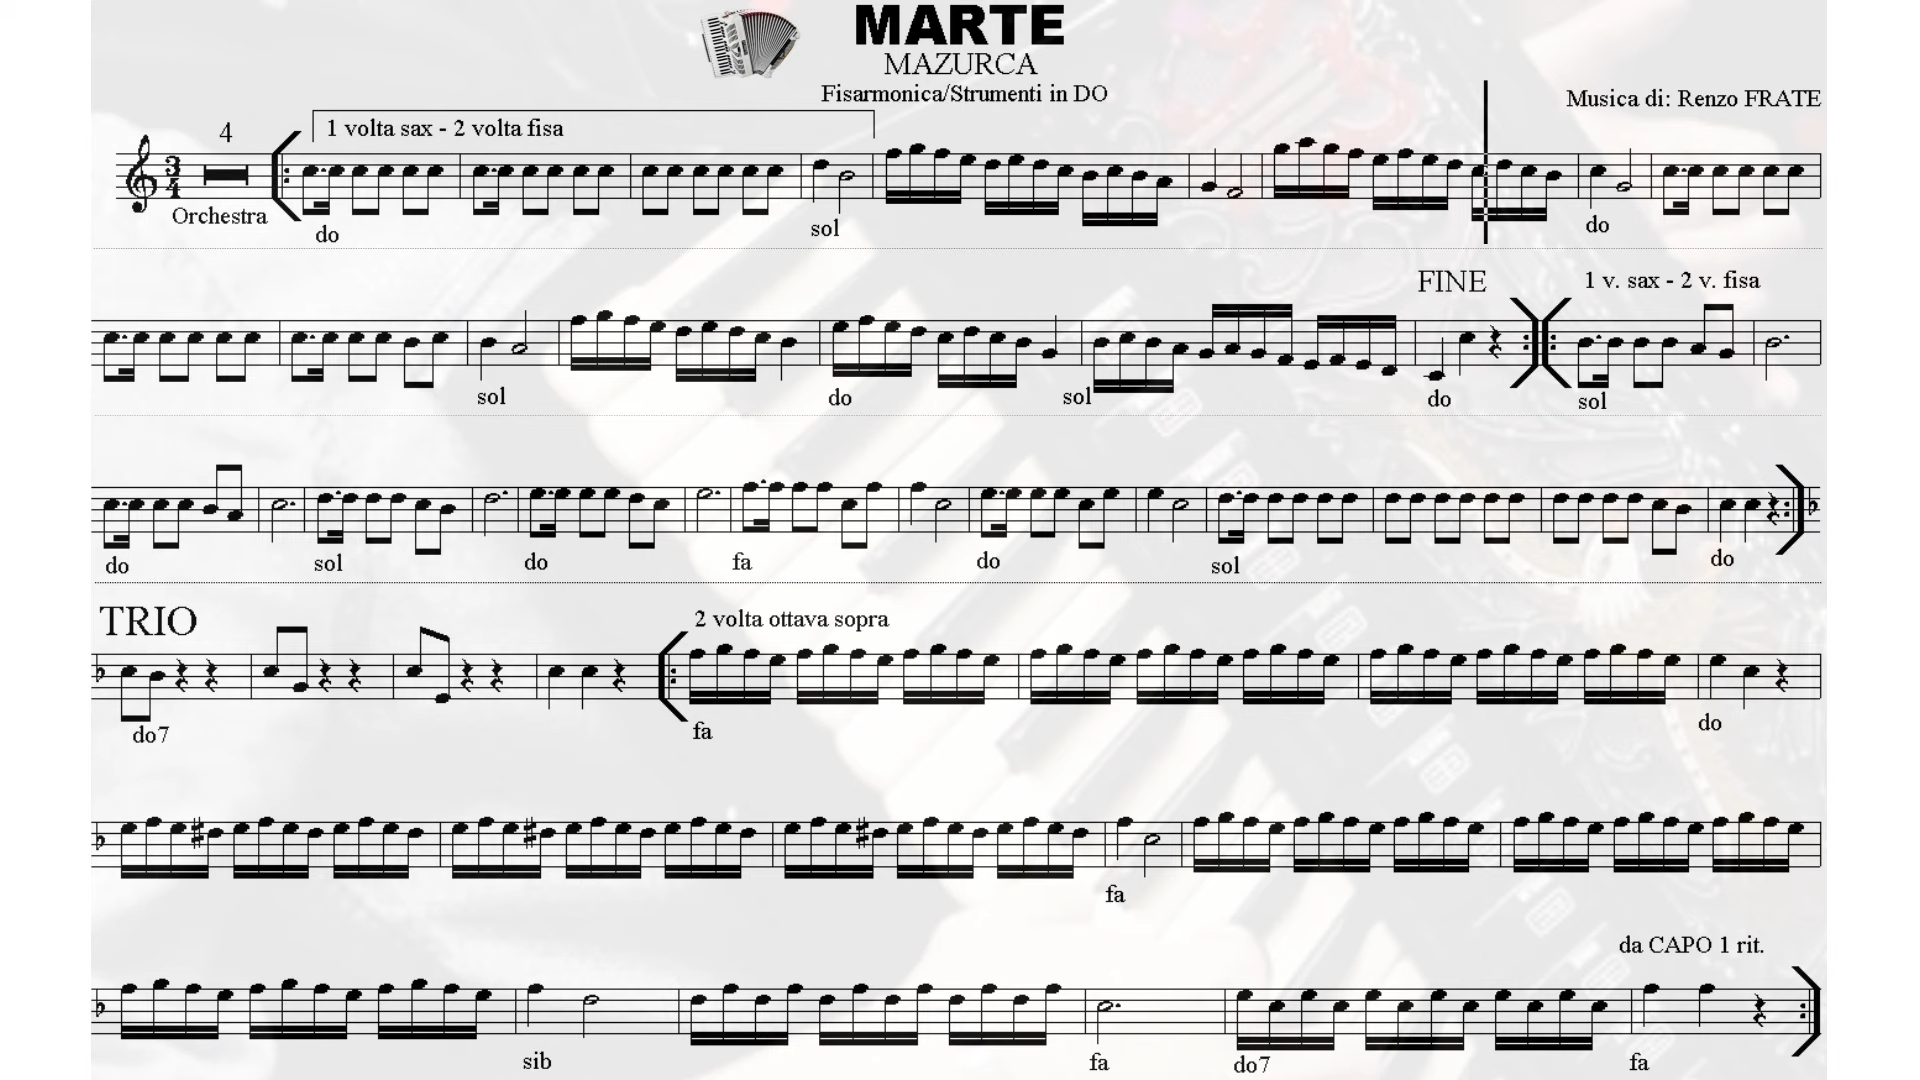 MARTE
MAZURCA
Fisarmonica/Strumenti in DO
Musica di: Renzo FRATE
4
1 volta sax - 2 volta fisa
3
4
Orchestra
do sol do
FINE
1 v. sax - 2 v. fisa
sol do sol do sol
do sol do fa do sol do
TRIO
2 volta ottava sopra
do7 fa do
fa
da CAPO 1 rit.
sib fa do7 fa